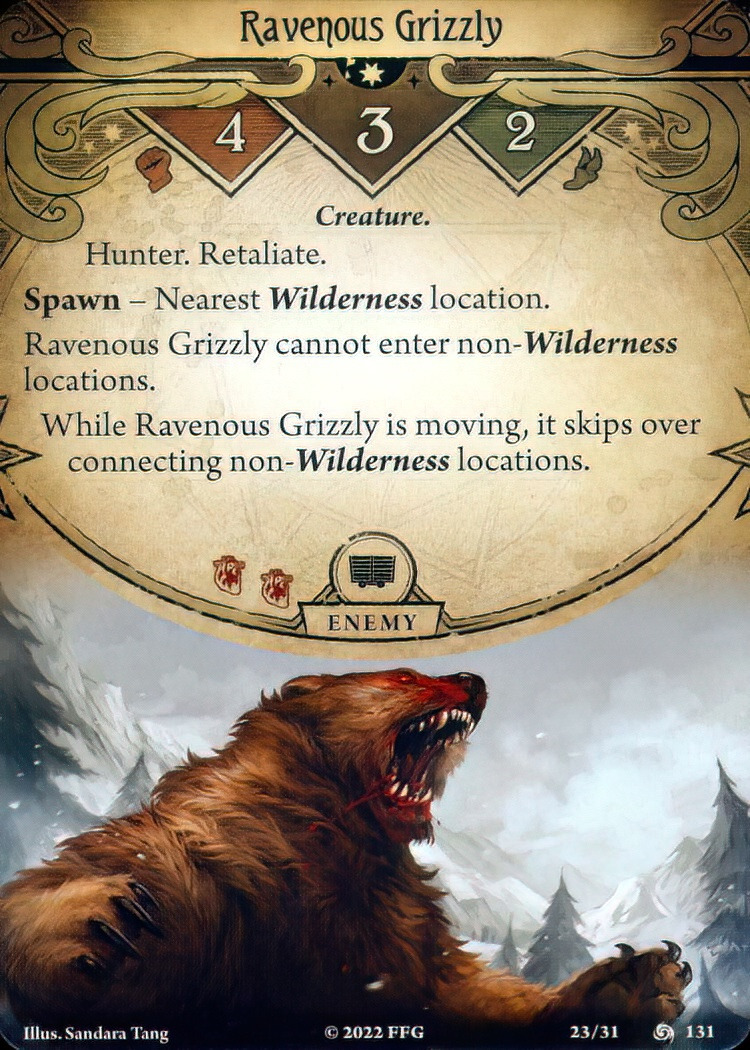 Ravenous Grizzly
4 3 2
Creature.
Hunter. Retaliate.
Spawn – Nearest Wilderness location.
Ravenous Grizzly cannot enter non-Wilderness
locations.
While Ravenous Grizzly is moving, it skips over
connecting non-Wilderness locations.
ENEMY
Illus. Sandara Tang © 2022 FFG 23/31 131